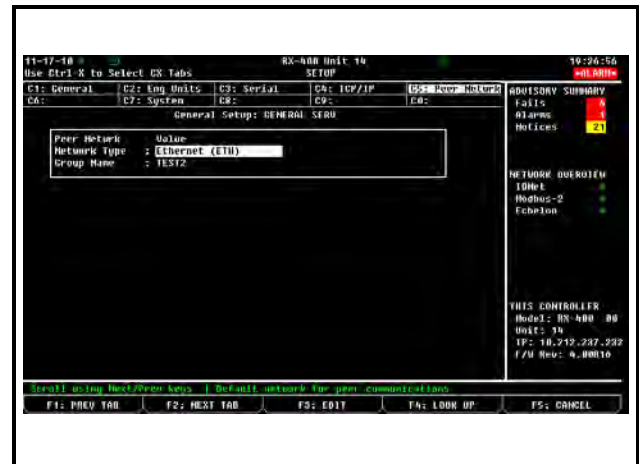 11-17-10 RX-400 Unit 14 19:26:56
Use Ctrl-X to Select CX Tabs SETUP *ALARM*
C1: General C2: Eng Units C3: Serial C4: TCP/IP C5: Peer Network
C6: C7: System C8: C9: C0:
General Setup: GENERAL SERV
Peer Network Value
Network Type : Ethernet (ETH)
Group Name : TEST2
ADVISORY SUMMARY
Fails
Alarms
Notices 21
NETWORK OVERVIEW
IONet
Modbus-2
Echelon
THIS CONTROLLER
Model: RX-400 00
Unit: 14
IP: 10.212.237.232
F/W Rev: 4.00
Scroll using Next/Prev keys | Default network for peer communications
F1: PREV TAB F2: NEXT TAB F3: EDIT F4: LOOK UP F5: CANCEL